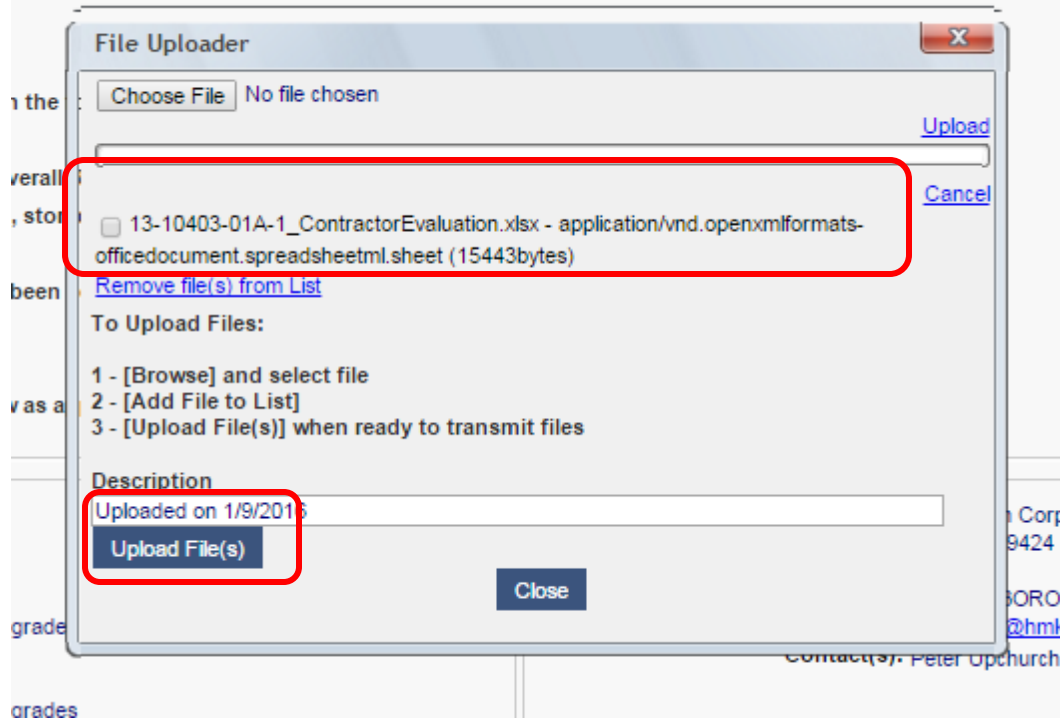 File Uploader
x
Choose File No file chosen
n the
Upload
verall
Cancel
, stor
13-10403-01A-1_ContractorEvaluation.xlsx - application/vnd.openxmlformats-
officedocument.spreadsheetml.sheet (15443bytes)
been
Remove file(s) from List
To Upload Files:
1 - [Browse] and select file
v as a
2 - [Add File to List]
3 - [Upload File(s)] when ready to transmit files
Description
Uploaded on 1/9/2016
n Corp
Upload File(s)
9424
Close
BORO
grade
@hmk
Contact(s): Peter Upchurch
grades